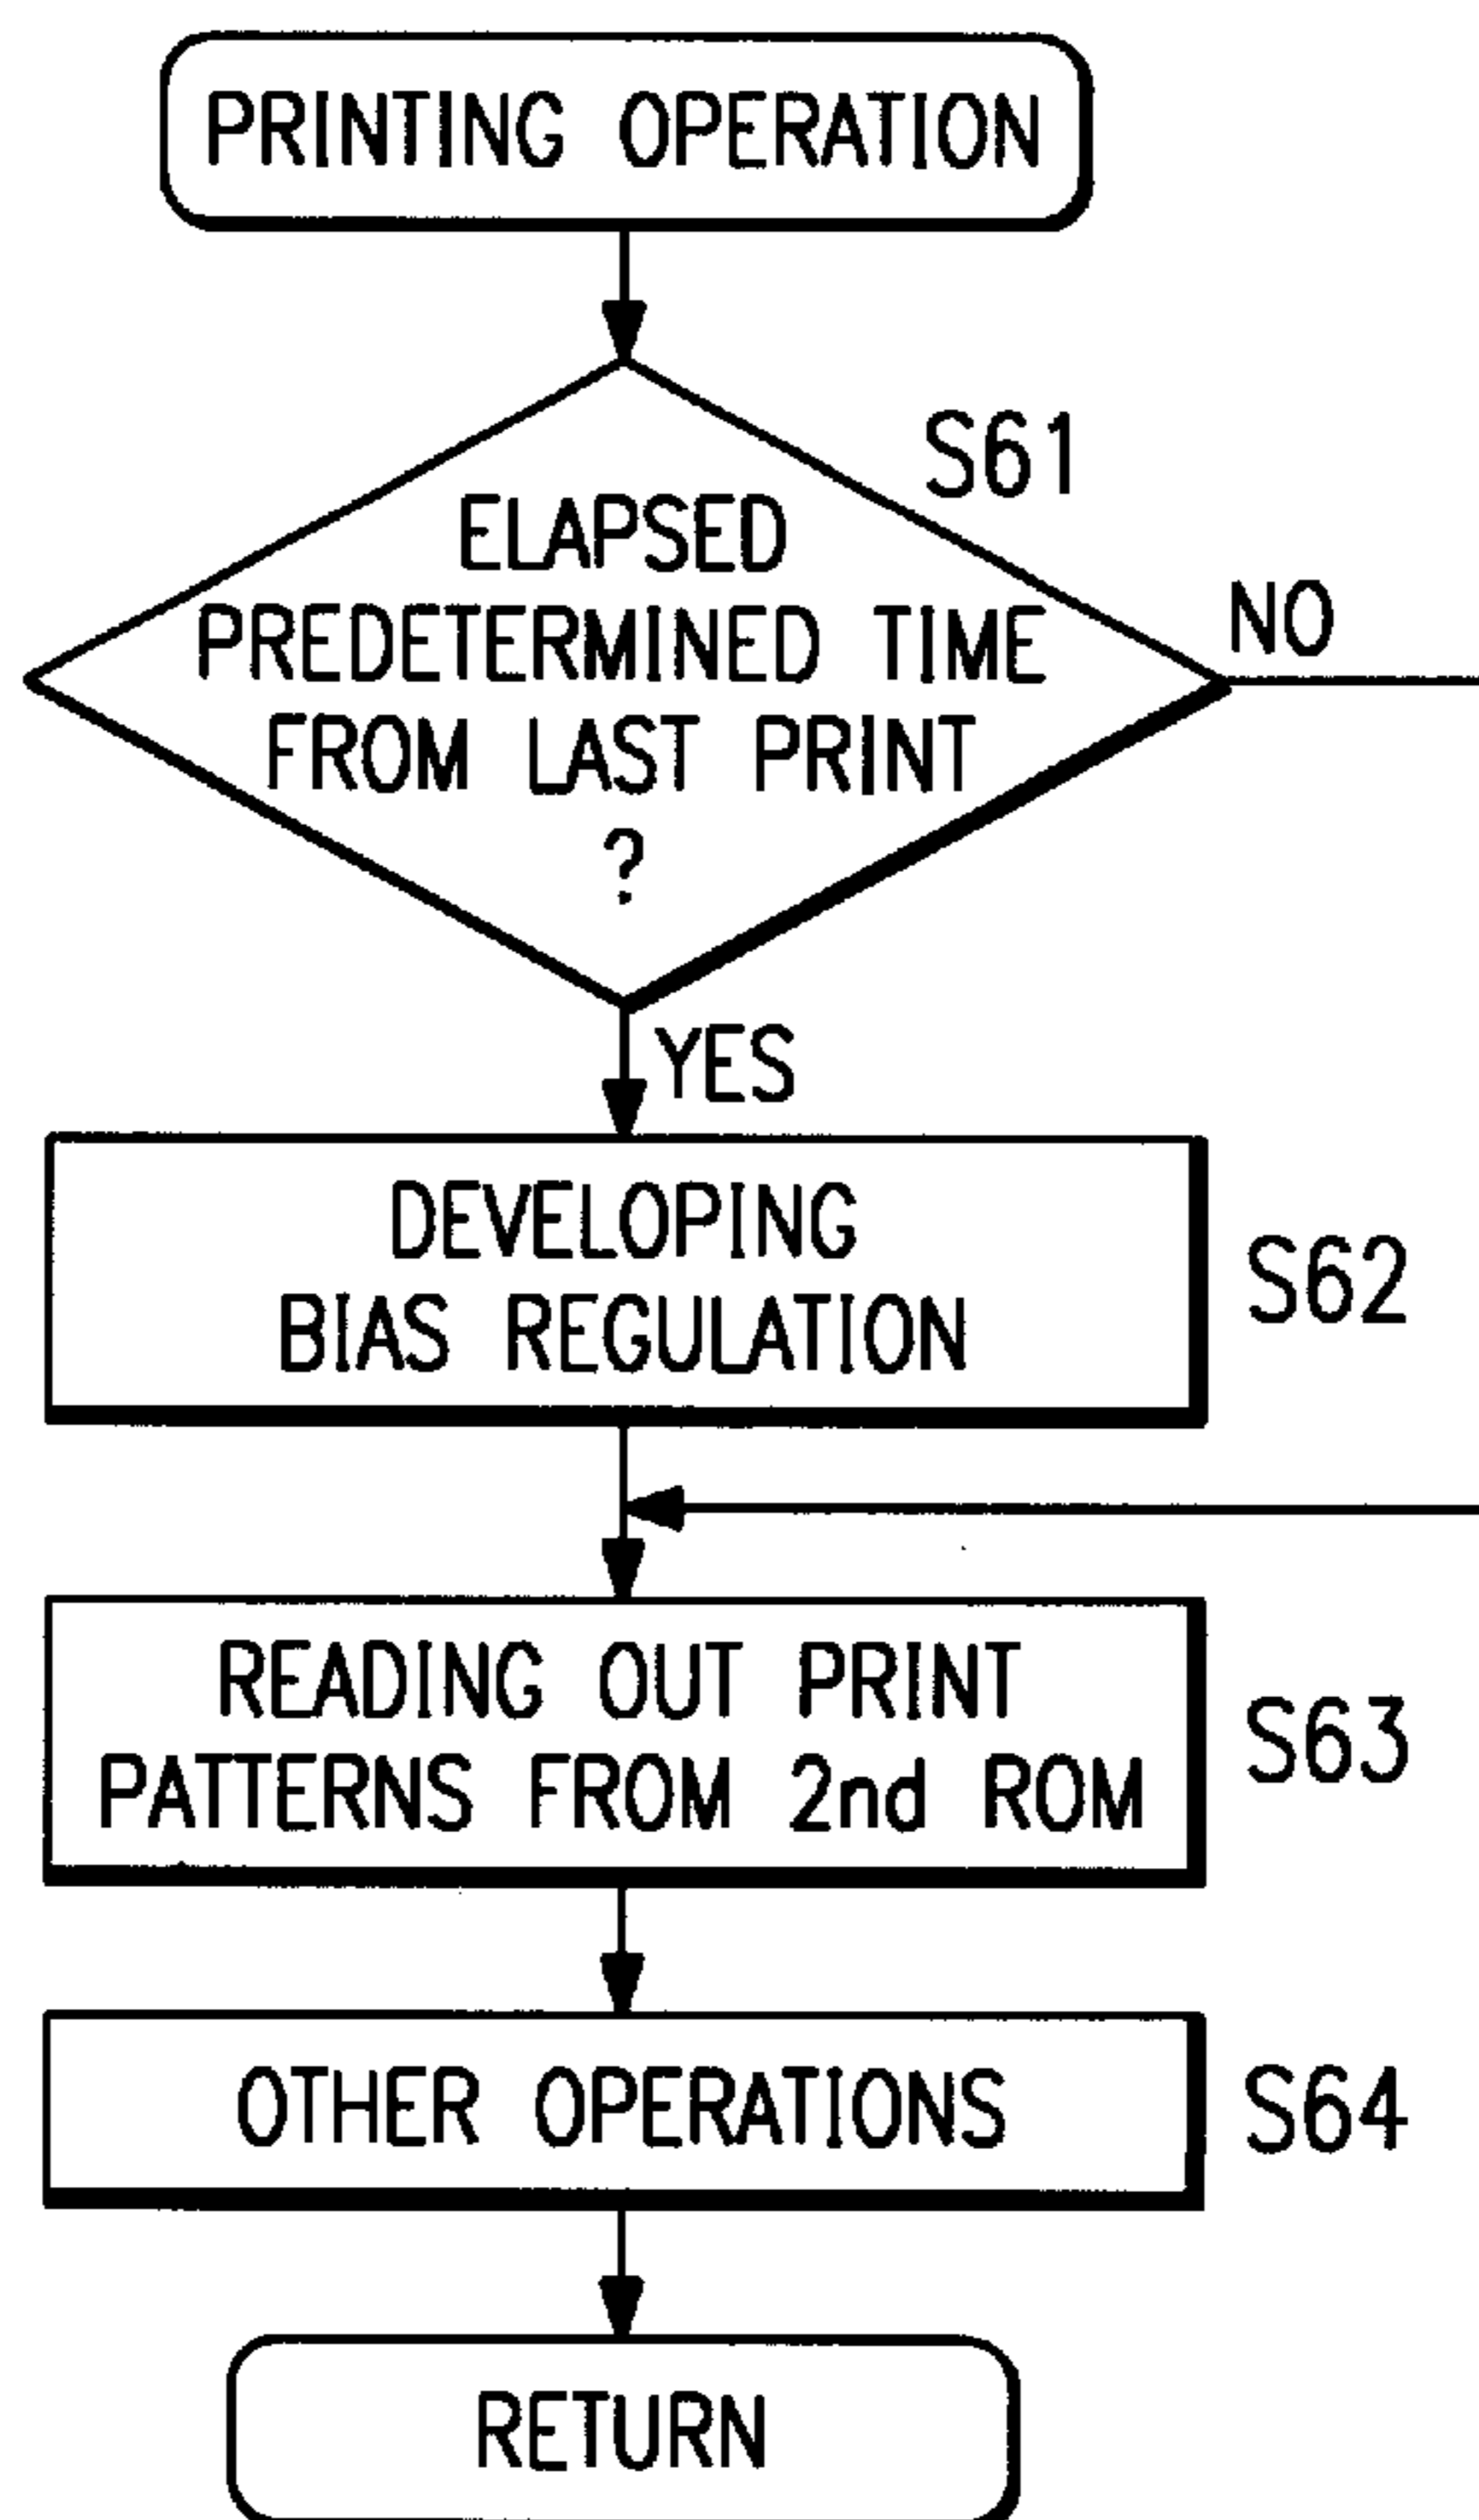 PRINTING OPERATION
S61
ELAPSED
PREDETERMINED TIME
FROM LAST PRINT
?
NO
YES
DEVELOPING
BIAS REGULATION
S62
READING OUT PRINT
PATTERNS FROM 2nd ROM
S63
OTHER OPERATIONS
S64
RETURN